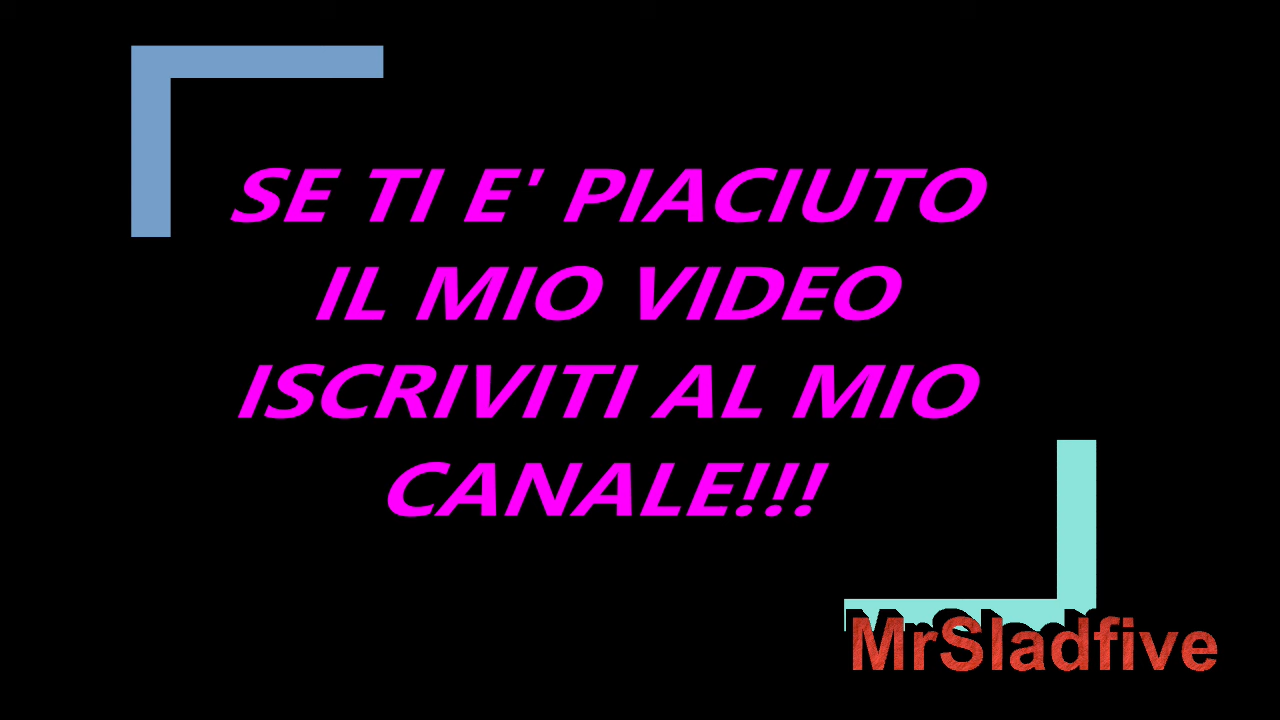 SE TI E' PIACIUTO
IL MIO VIDEO
ISCRIVITI AL MIO
CANALE!!!
MrSladfive